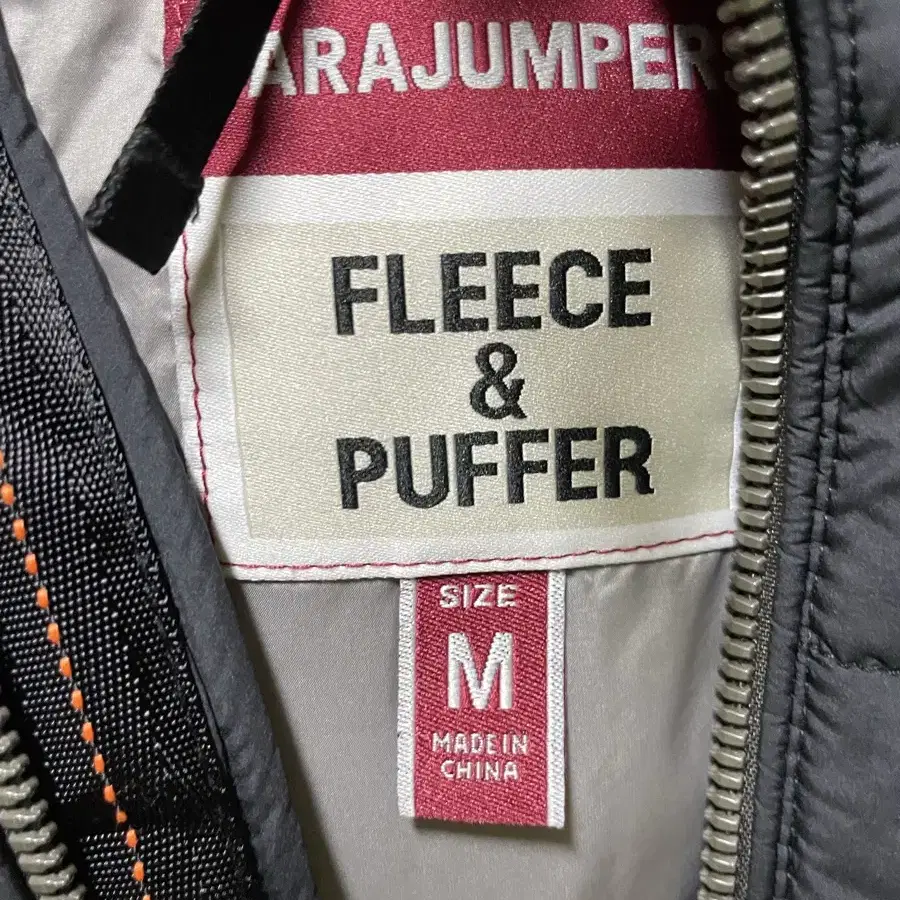 ARAJUMPER
FLEECE
&
PUFFER
SIZE
M
MADE IN
CHINA